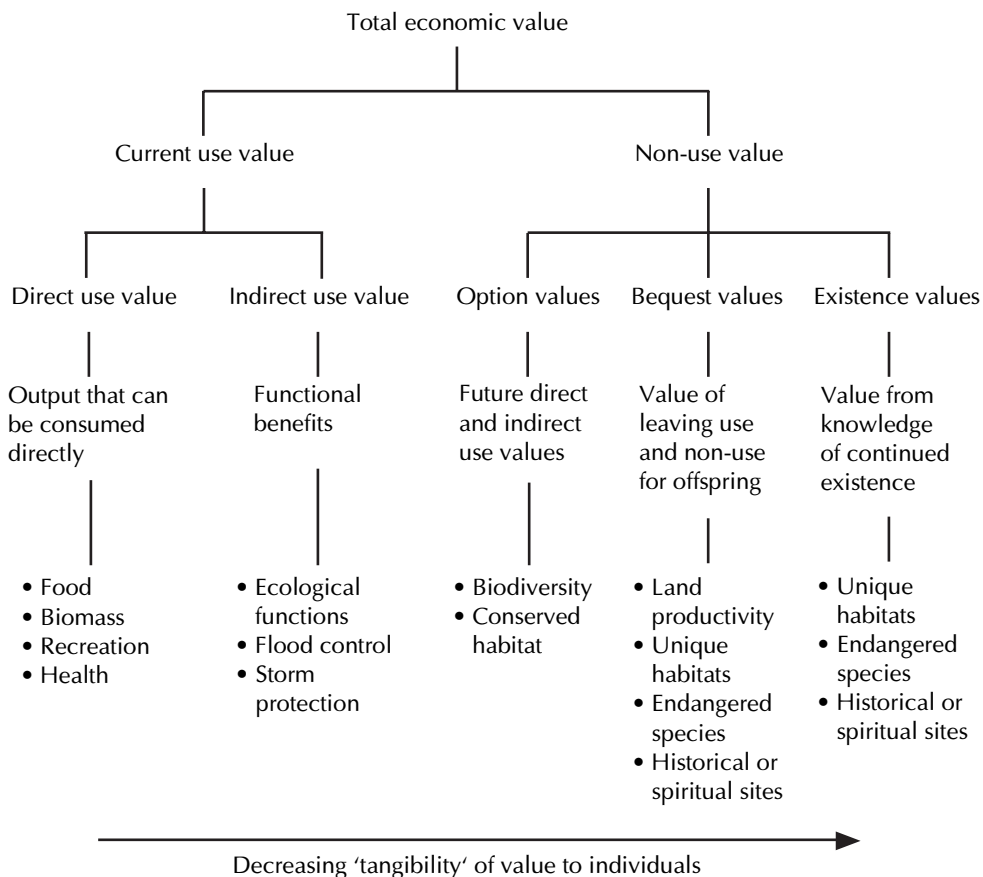 Total economic value
Current use value
Non-use value
Direct use value
Indirect use value
Option values
Bequest values
Existence values
Output that can
be consumed
directly
Functional
benefits
Future direct
and indirect
use values
Value of
leaving use
and non-use
for offspring
Value from
knowledge
of continued
existence
• Food
• Biomass
• Recreation
• Health
• Ecological
functions
• Flood control
• Storm
protection
• Biodiversity
• Conserved
habitat
• Land
productivity
• Unique
habitats
• Endangered
species
• Historical or
spiritual sites
• Unique
habitats
• Endangered
species
• Historical or
spiritual sites
Decreasing ‘tangibility‘ of value to individuals